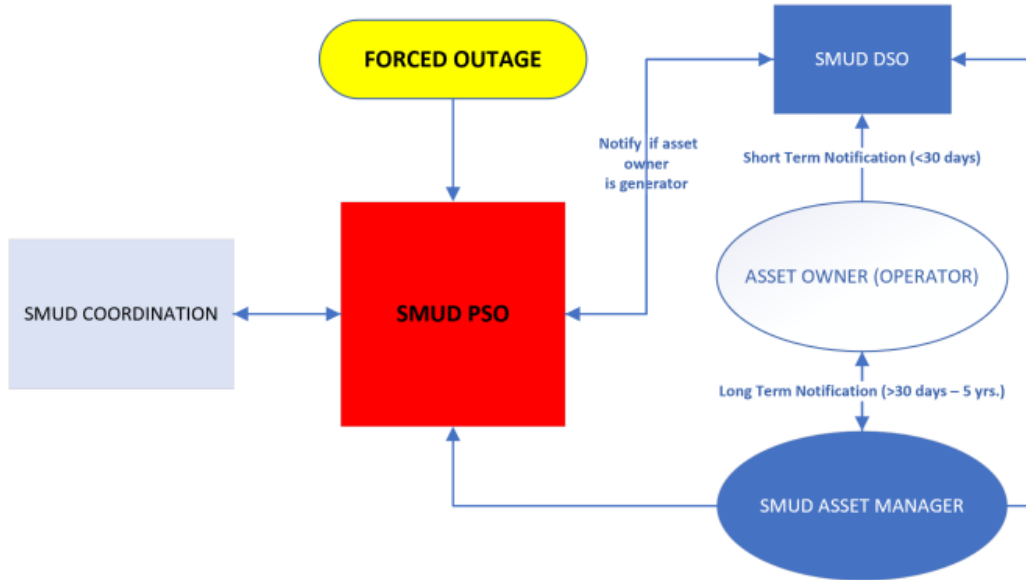 FORCED OUTAGE
SMUD DSO
Notify if asset
owner
is generator
Short Term Notification (<30 days)
SMUD COORDINATION
SMUD PSO
ASSET OWNER (OPERATOR)
Long Term Notification (>30 days – 5 yrs.)
SMUD ASSET MANAGER